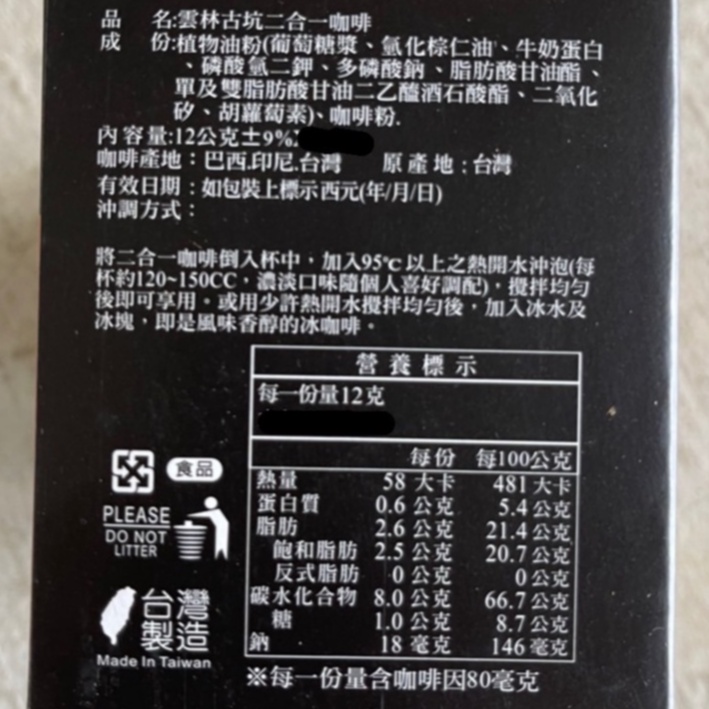 品 名:雲林古坑二合一咖啡
成 份:植物油粉(葡萄糖漿、氫化棕仁油、牛奶蛋白
、磷酸氫二鉀、多磷酸鈉、脂肪酸甘油酯、
單及雙脂肪酸甘油二乙醯酒石酸酯、二氧化
矽、胡蘿蔔素)、咖啡粉.
內容量:12公克±9%
咖啡產地：巴西.印尼.台灣 原產地:台灣
有效日期：如包裝上標示西元(年/月/日)
沖調方式：
將二合一咖啡倒入杯中，加入95℃以上之熱開水沖泡(每
杯約120~150CC，濃淡口味隨個人喜好調配)，攪拌均勻
後即可享用。或用少許熱開水攪拌均勻後，加入冰水及
冰塊，即是風味香醇的冰咖啡。
營養標示
每一份量12克
每份 每100公克
熱量 58 大卡 481 大卡
蛋白質 0.6 公克 5.4 公克
脂肪 2.6 公克 21.4 公克
飽和脂肪 2.5 公克 20.7 公克
反式脂肪 0 公克 0 公克
碳水化合物 8.0 公克 66.7 公克
糖 1.0 公克 8.7 公克
鈉 18 毫克 146 毫克
※每一份量含咖啡因80毫克
食品
PLEASE
DO NOT
LITTER
台灣
製造
Made In Taiwan